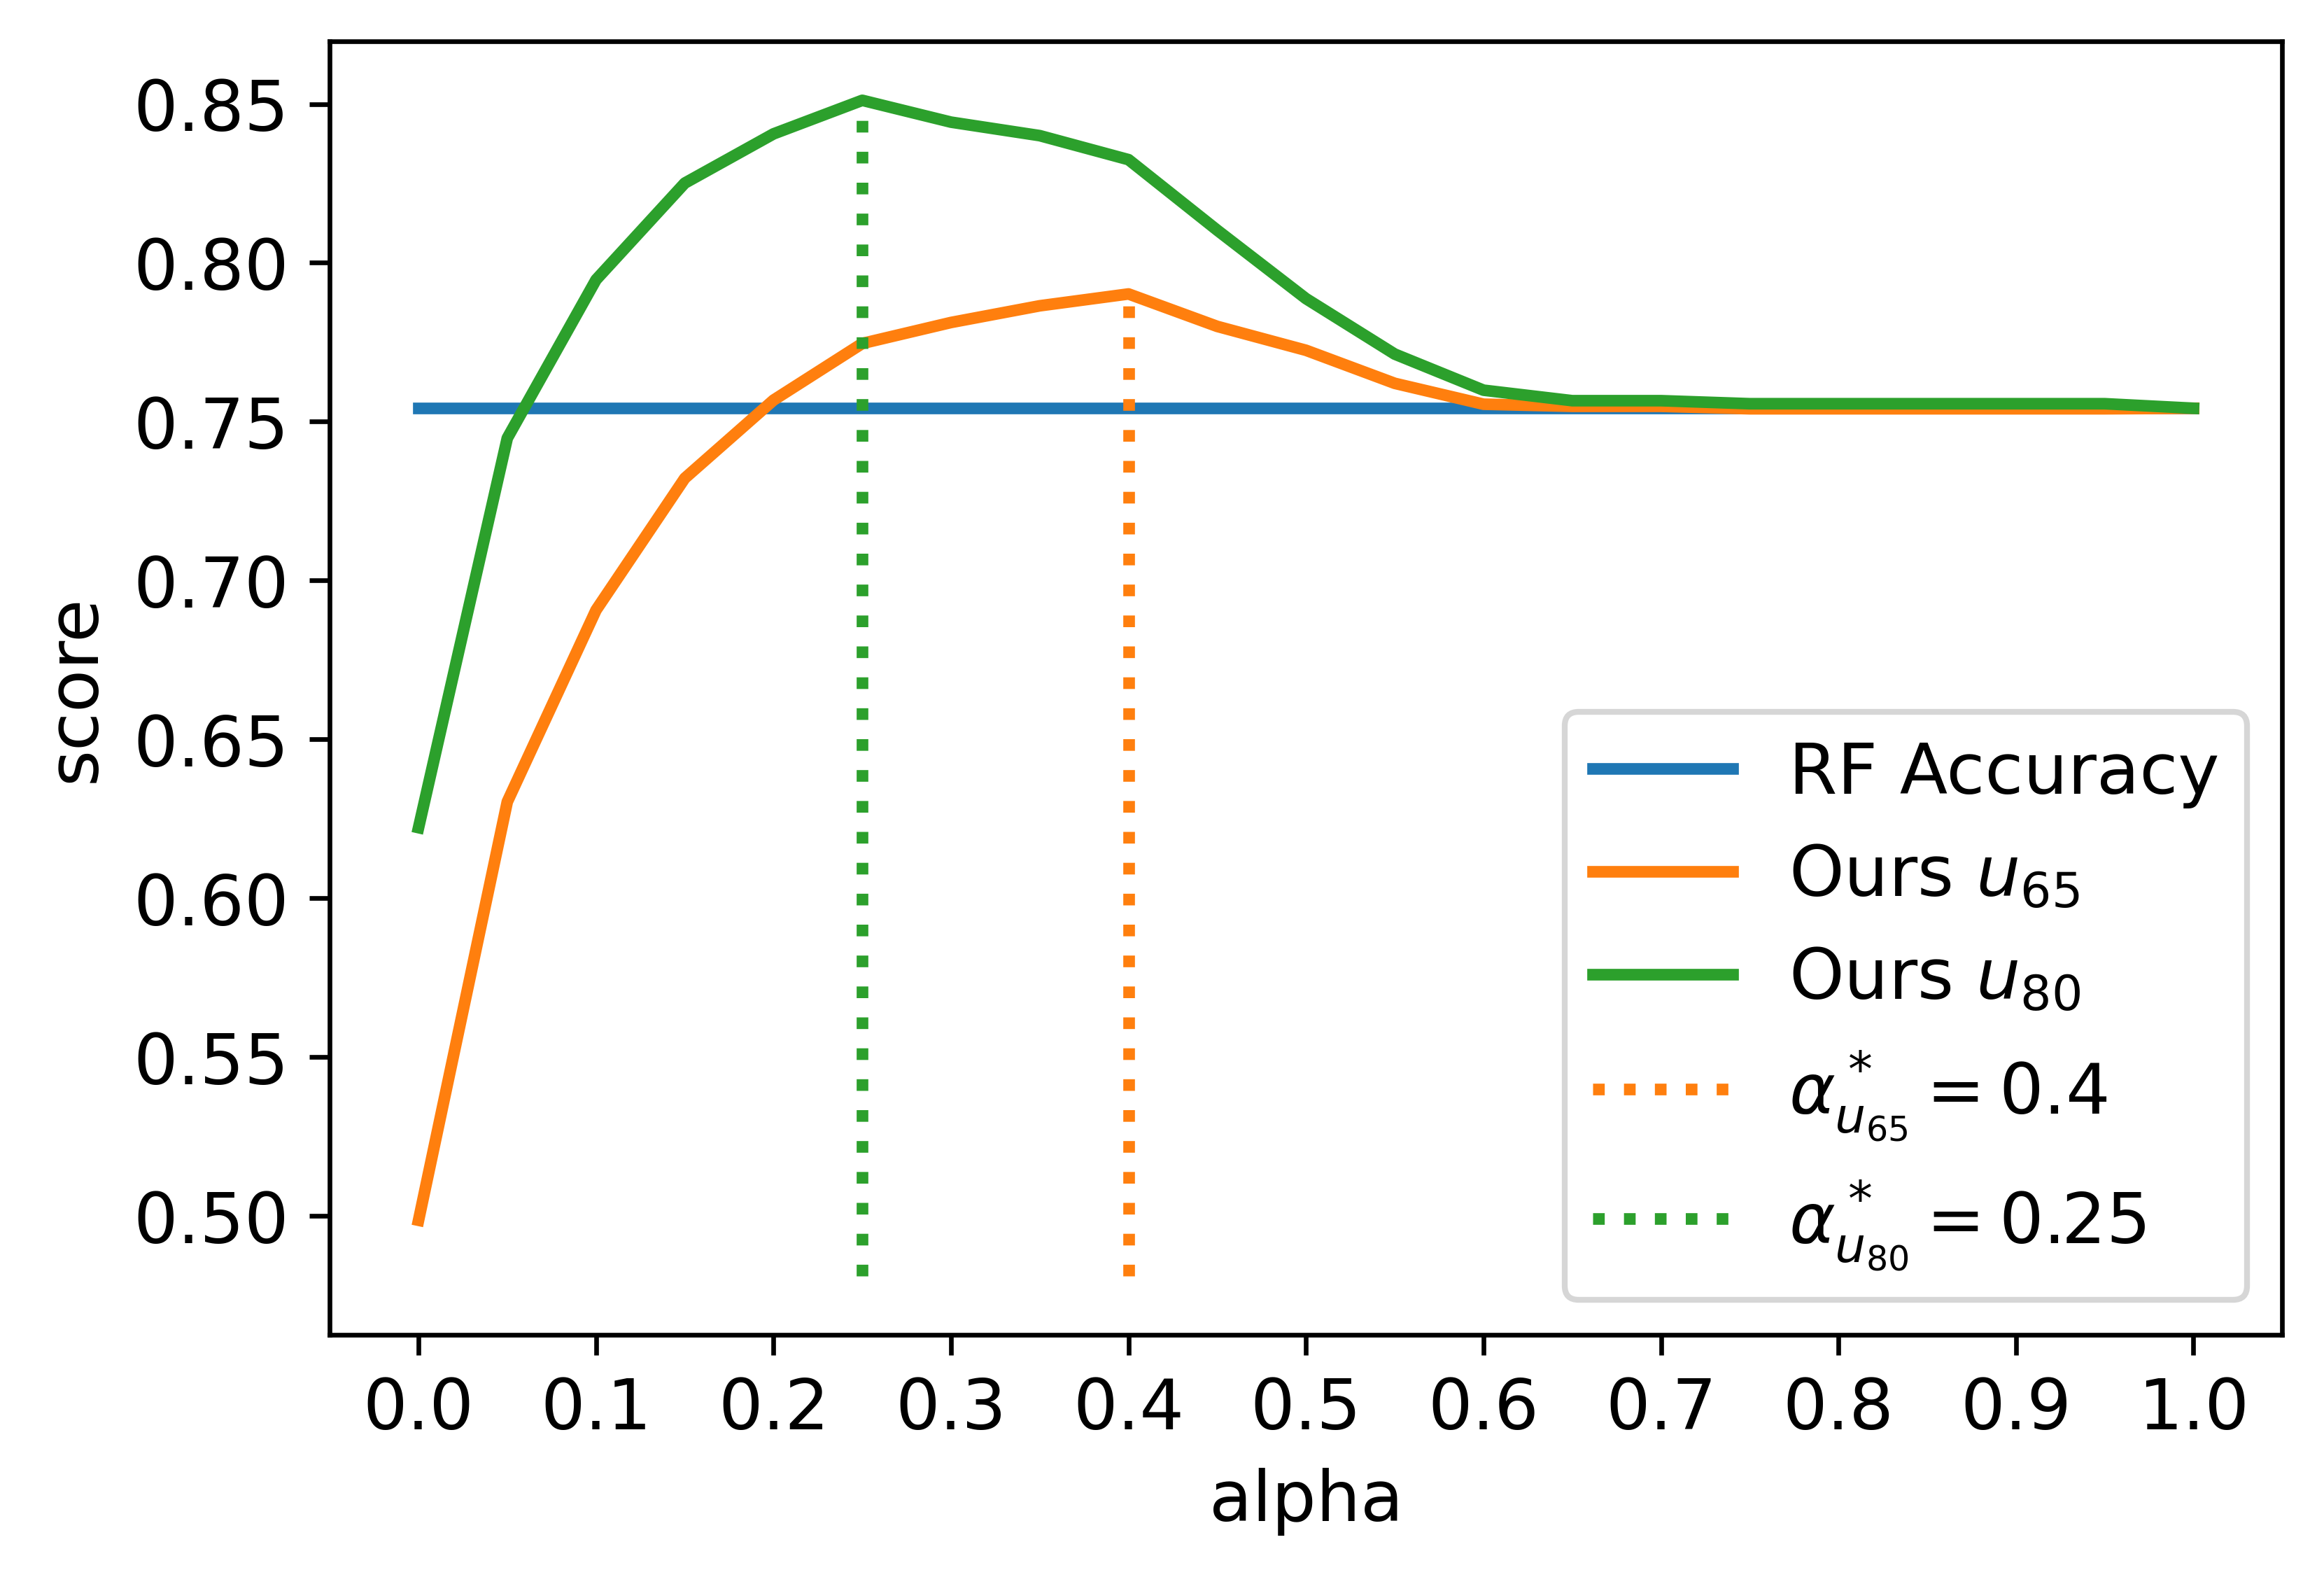 0.85
0.80
0.75
0.70
0.65
0.60
0.55
0.50
score
0.0 0.1 0.2 0.3 0.4 0.5 0.6 0.7 0.8 0.9 1.0
alpha
RF Accuracy
Ours u₆₅
Ours u₈₀
α*ᵤ₆₅ = 0.4
α*ᵤ₈₀ = 0.25